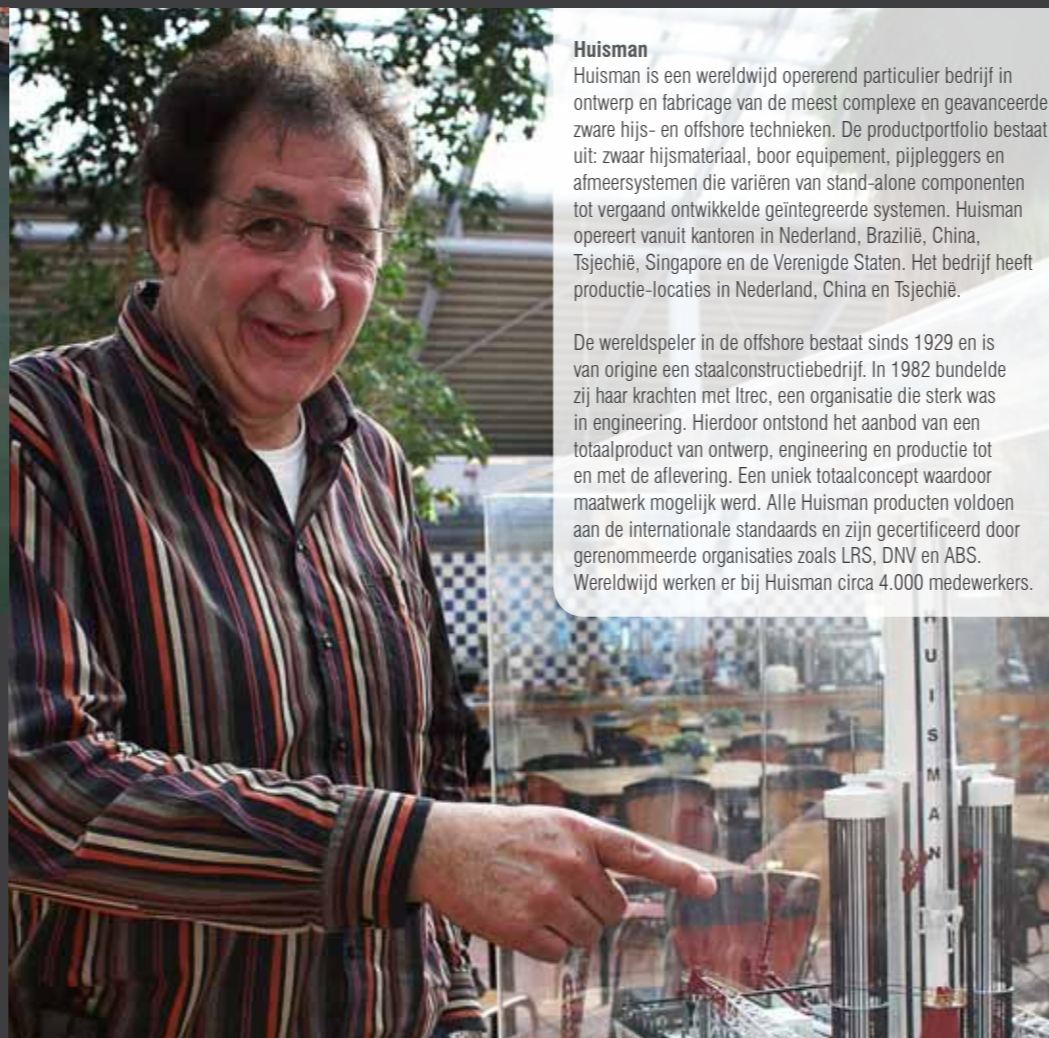 Huisman
Huisman is een wereldwijd opererend particulier bedrijf in
ontwerp en fabricage van de meest complexe en geavanceerde
zware hijs- en offshore technieken. De productportfolio bestaat
uit: zwaar hijsmateriaal, boor equipement, pijpleggers en
afmeersystemen die variëren van stand-alone componenten
tot vergaand ontwikkelde geïntegreerde systemen. Huisman
opereert vanuit kantoren in Nederland, Brazilië, China,
Tsjechië, Singapore en de Verenigde Staten. Het bedrijf heeft
productie-locaties in Nederland, China en Tsjechië.
De wereldspeler in de offshore bestaat sinds 1929 en is
van origine een staalconstructiebedrijf. In 1982 bundelde
zij haar krachten met Itrec, een organisatie die sterk was
in engineering. Hierdoor ontstond het aanbod van een
totaalproduct van ontwerp, engineering en productie tot
en met de aflevering. Een uniek totaalconcept waardoor
maatwerk mogelijk werd. Alle Huisman producten voldoen
aan de internationale standaards en zijn gecertificeerd door
gerenommeerde organisaties zoals LRS, DNV en ABS.
Wereldwijd werken er bij Huisman circa 4.000 medewerkers.
HUISMAN